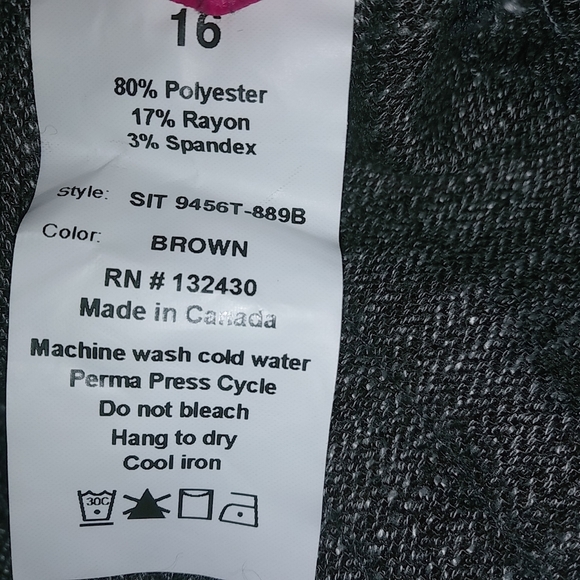 16
80% Polyester
17% Rayon
3% Spandex
Style: SIT 9456T-889B
Color: BROWN
RN # 132430
Made in Canada
Machine wash cold water
Perma Press Cycle
Do not bleach
Hang to dry
Cool iron
30C